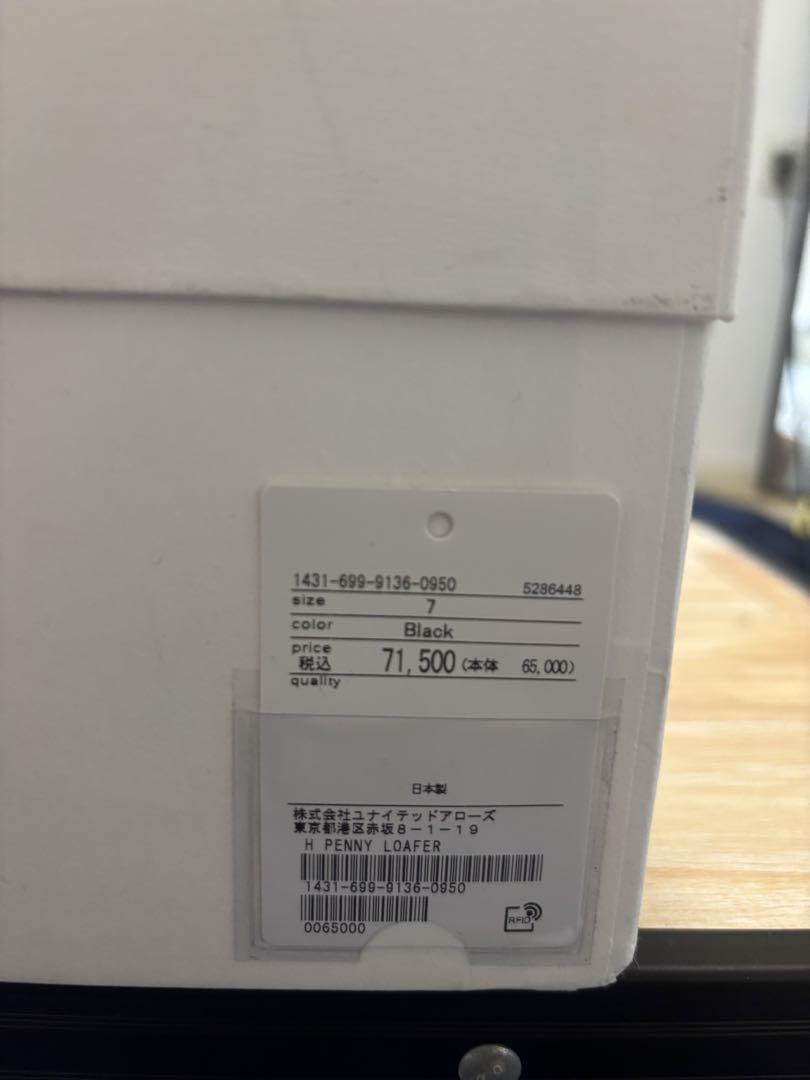 1431-699-9136-0950 5286448
size 7
color Black
price
税込 71,500(本体 65,000)
quality
日本製
株式会社ユナイテッドアローズ
東京都港区赤坂8-1-19
H PENNY LOAFER
1431-699-9136-0950
0065000
RFID